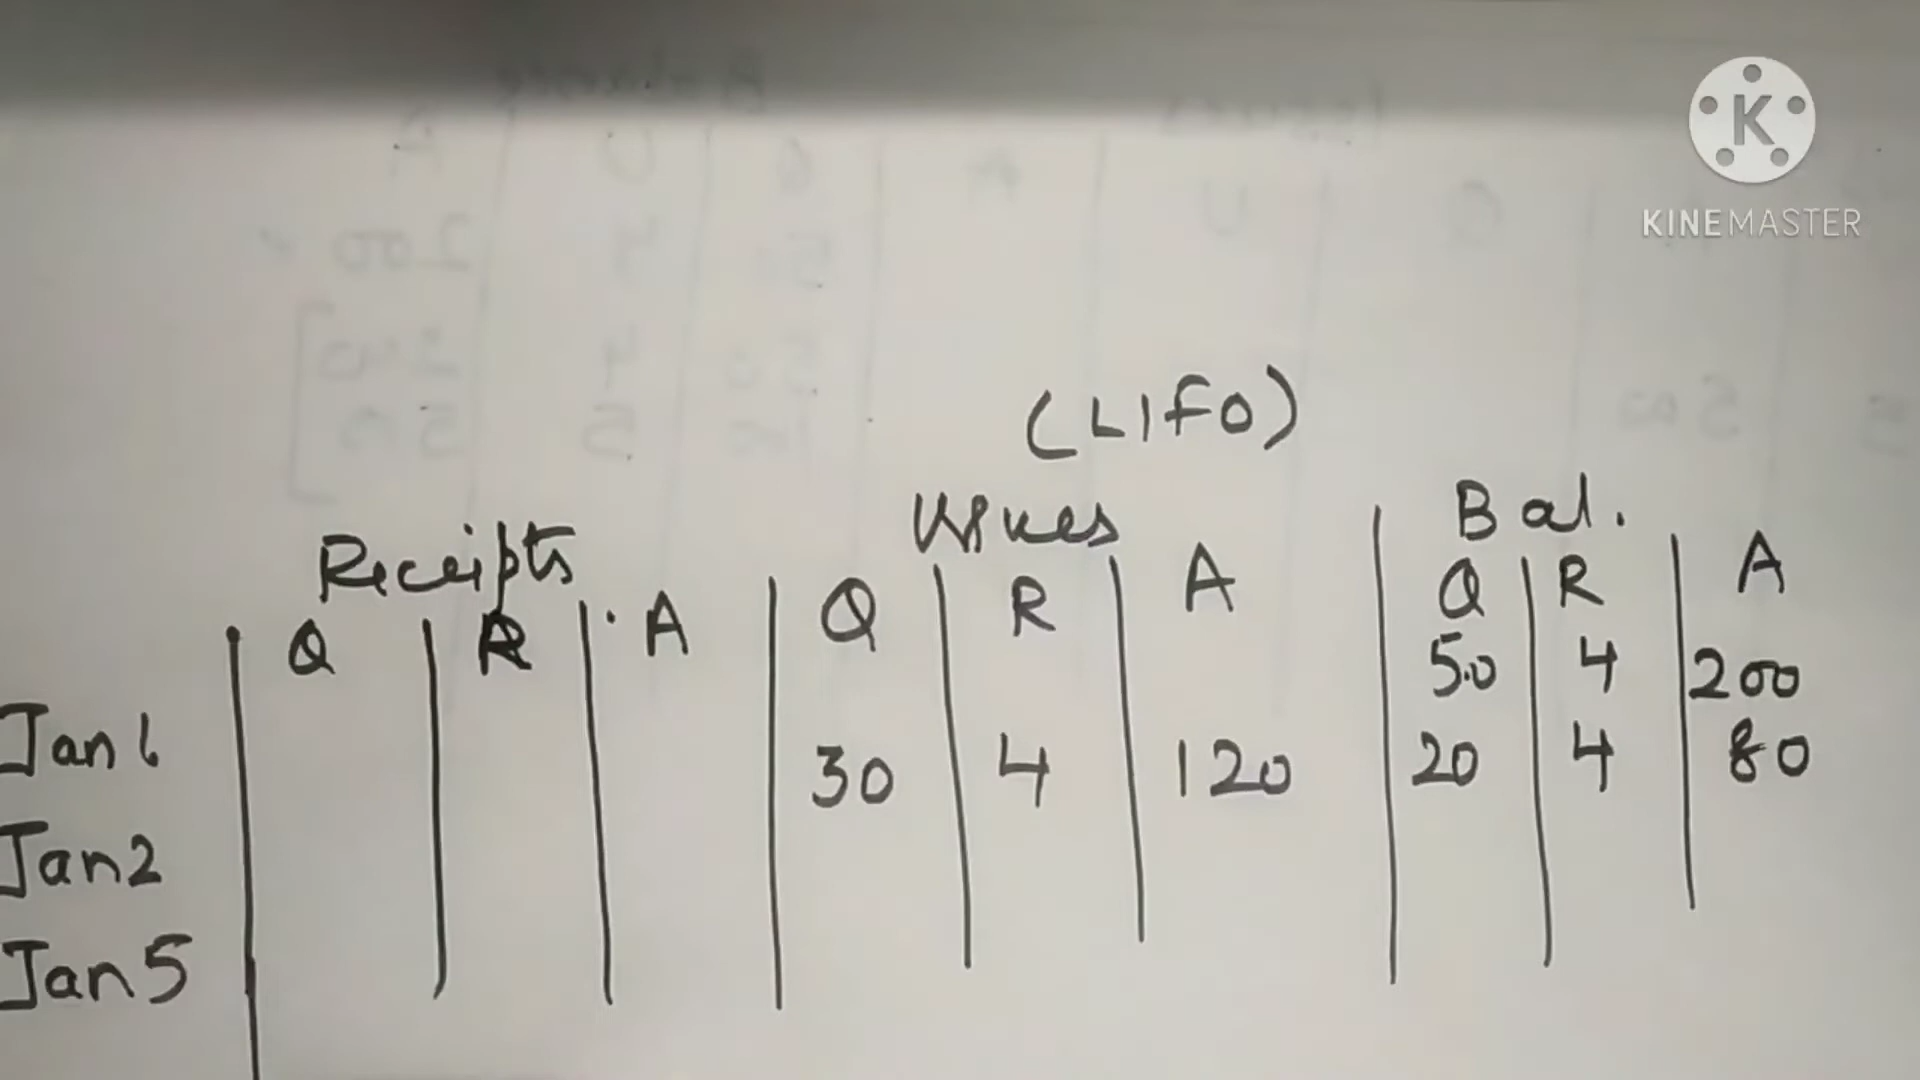 KINEMASTER
(LIFO)
Receipts Issues Bal.
Q R A Q R A Q R A
50 4 200
Jan 1 30 4 120 20 4 80
Jan 2
Jan 5